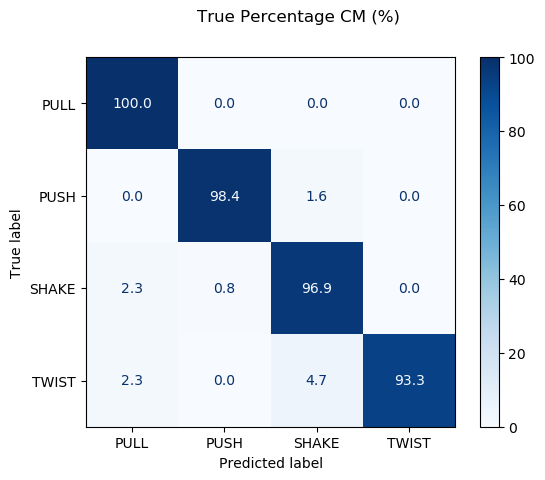 True Percentage CM (%)
PULL 100.0 0.0 0.0 0.0
PUSH 0.0 98.4 1.6 0.0
SHAKE 2.3 0.8 96.9 0.0
TWIST 2.3 0.0 4.7 93.3
PULL PUSH SHAKE TWIST
Predicted label
True label
100
80
60
40
20
0